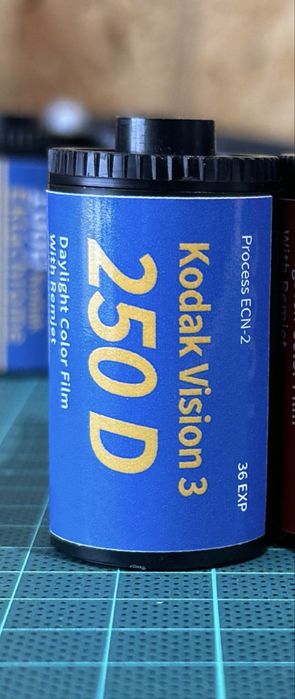 Process ECN-2
36 EXP
Kodak Vision 3
250 D
Daylight Color Film
With Remjet